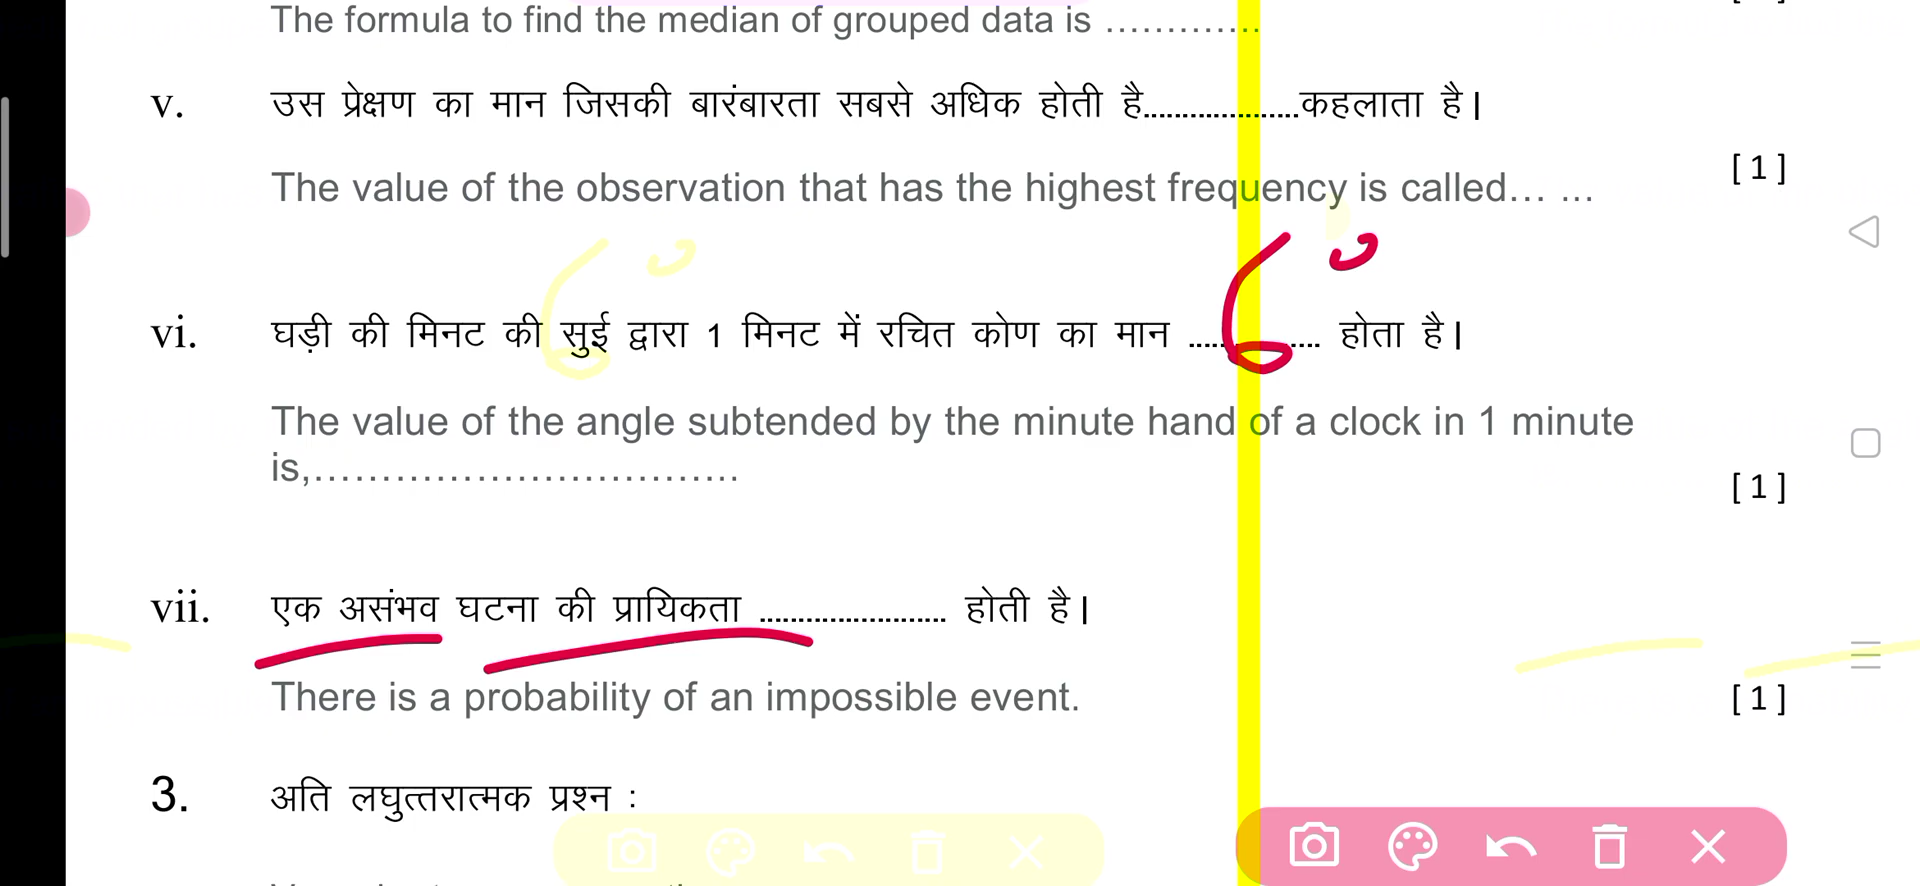 The formula to find the median of grouped data is .............
v. उस प्रेक्षण का मान जिसकी बारंबारता सबसे अधिक होती है....................कहलाता है।
The value of the observation that has the highest frequency is called... ... [1]
6°
vi. घड़ी की मिनट की सुई द्वारा 1 मिनट में रचित कोण का मान ................. होता है।
The value of the angle subtended by the minute hand of a clock in 1 minute
is,................................ [1]
vii. एक असंभव घटना की प्रायिकता ........................ होती है।
There is a probability of an impossible event. [1]
3. अति लघुत्तरात्मक प्रश्न :